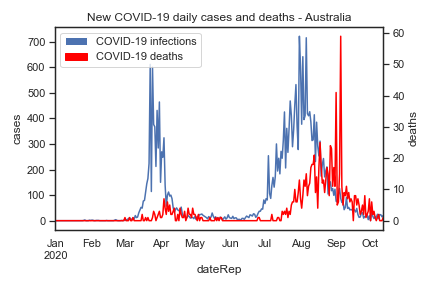 New COVID-19 daily cases and deaths - Australia
COVID-19 infections
COVID-19 deaths
700
600
500
400
300
200
100
0
cases
60
50
40
30
20
10
0
deaths
Jan Feb Mar Apr May Jun Jul Aug Sep Oct
2020
dateRep